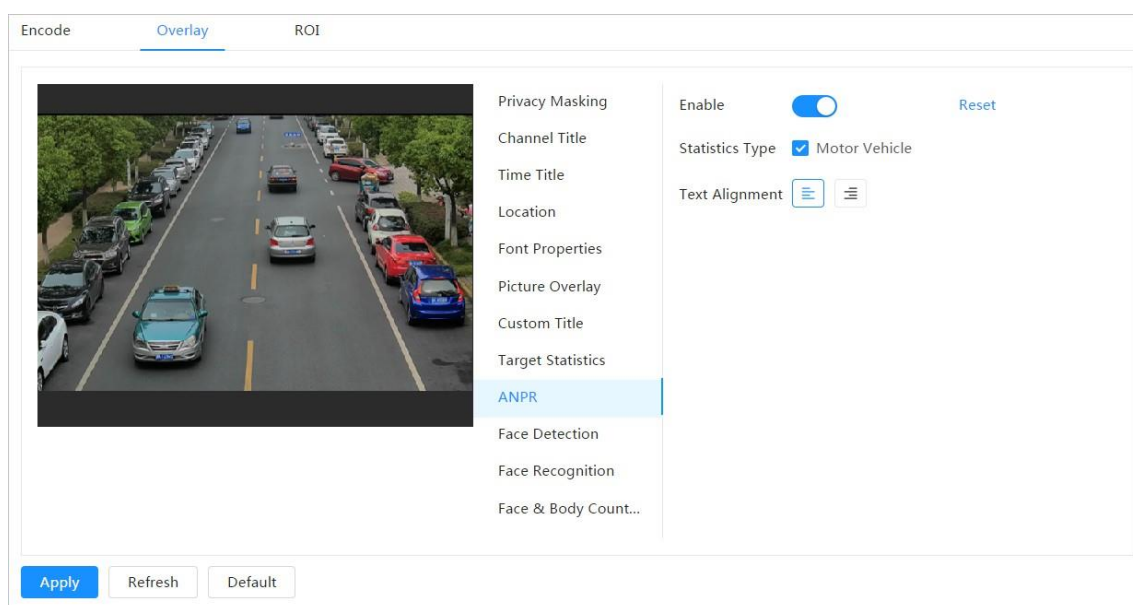 Encode Overlay ROI
Privacy Masking
Channel Title
Time Title
Location
Font Properties
Picture Overlay
Custom Title
Target Statistics
ANPR
Face Detection
Face Recognition
Face & Body Count...
Enable Reset
Statistics Type Motor Vehicle
Text Alignment
Apply Refresh Default